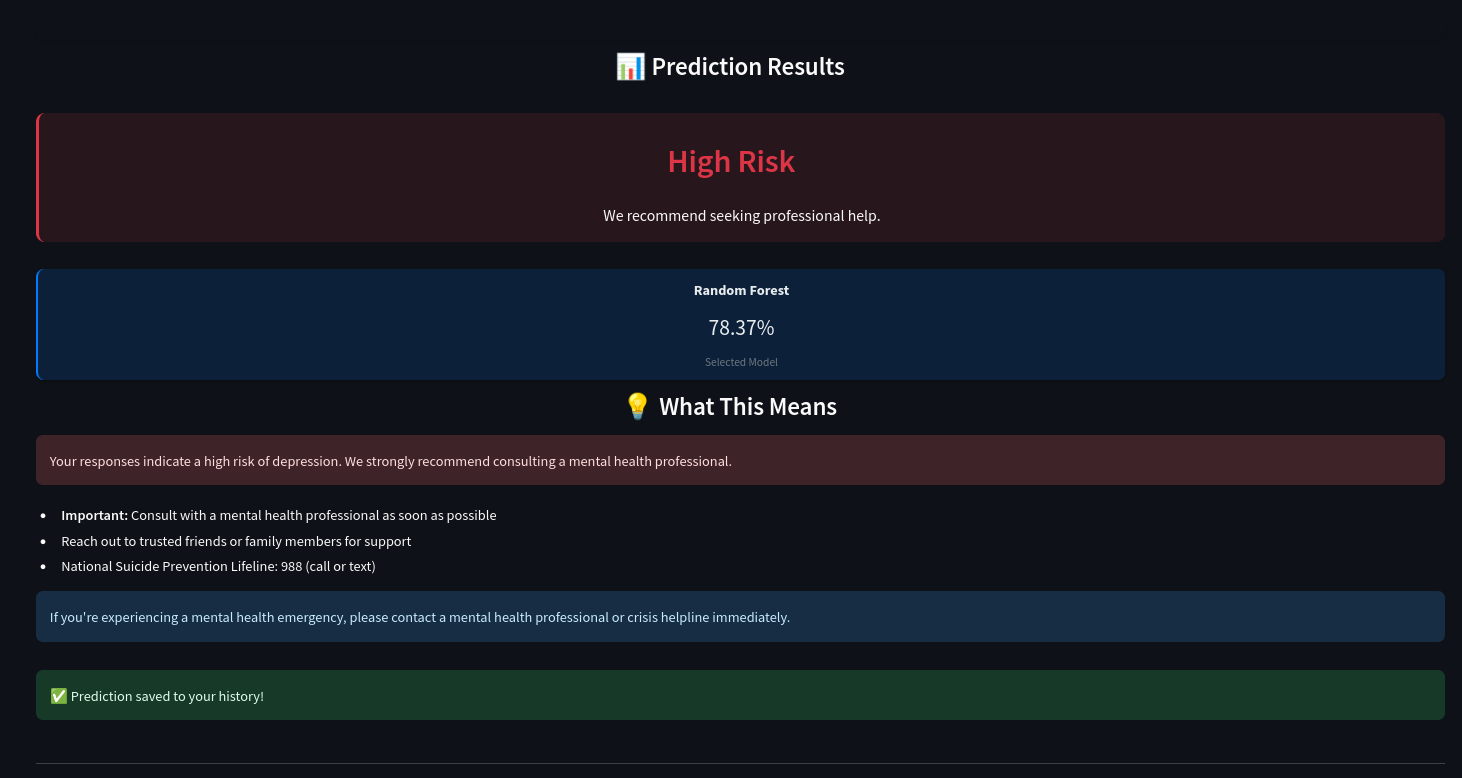 📊 Prediction Results
High Risk
We recommend seeking professional help.
Random Forest
78.37%
Selected Model
💡 What This Means
Your responses indicate a high risk of depression. We strongly recommend consulting a mental health professional.
• Important: Consult with a mental health professional as soon as possible
• Reach out to trusted friends or family members for support
• National Suicide Prevention Lifeline: 988 (call or text)
If you're experiencing a mental health emergency, please contact a mental health professional or crisis helpline immediately.
✅ Prediction saved to your history!